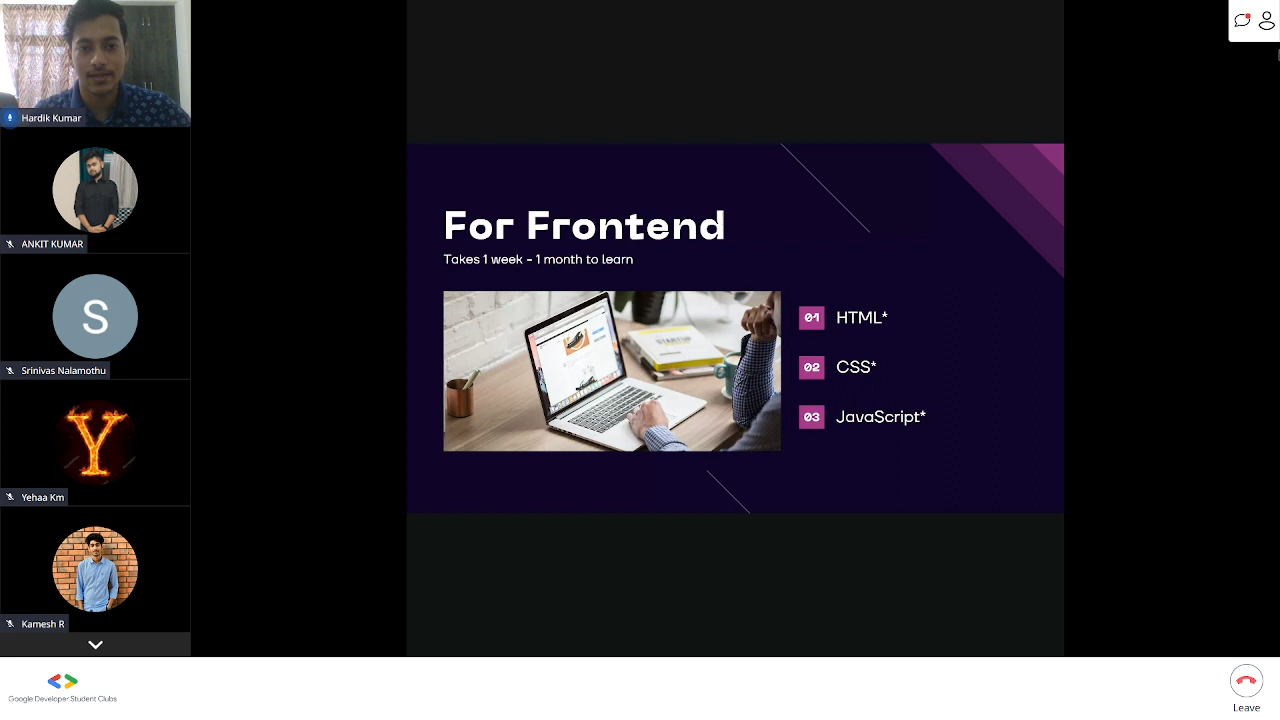 Hardik Kumar
ANKIT KUMAR
S
Srinivas Nalamothu
Y
Yehaa Km
Kamesh R
For Frontend
Takes 1 week - 1 month to learn
STARTUP
01 HTML*
02 CSS*
03 JavaScript*
Google Developer Student Clubs
Leave